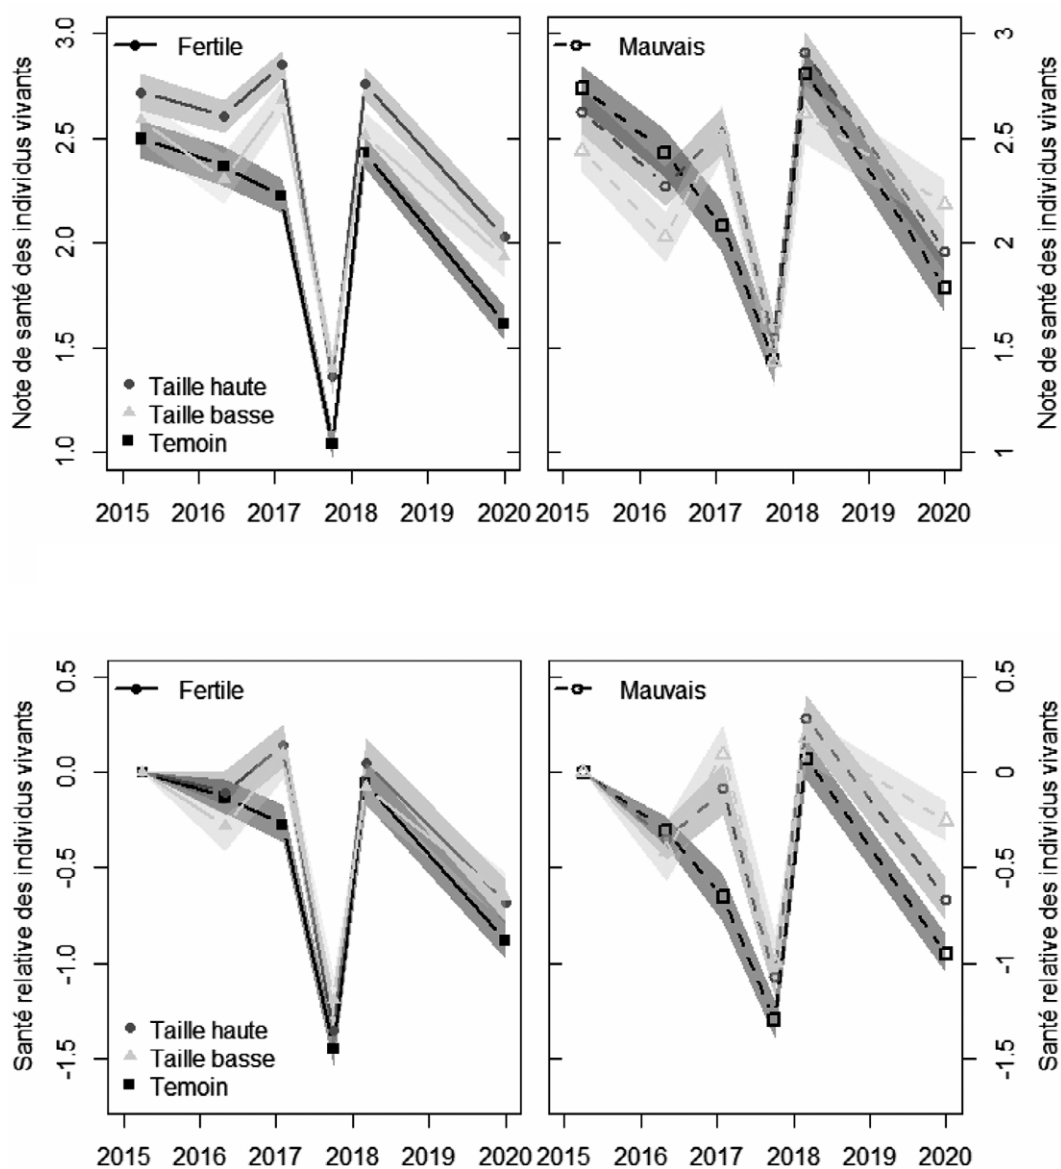 Note de santé des individus vivants
3.0
2.5
2.0
1.5
1.0
Fertile
Taille haute
Taille basse
Temoin
2015 2016 2017 2018 2019 2020
Mauvais
3
2.5
2
1.5
1
Note de santé des individus vivants
2015 2016 2017 2018 2019 2020
Santé relative des individus vivants
0.5
0.0
-0.5
-1.0
-1.5
Fertile
Taille haute
Taille basse
Temoin
2015 2016 2017 2018 2019 2020
Mauvais
0.5
0
-0.5
-1
-1.5
Santé relative des individus vivants
2015 2016 2017 2018 2019 2020